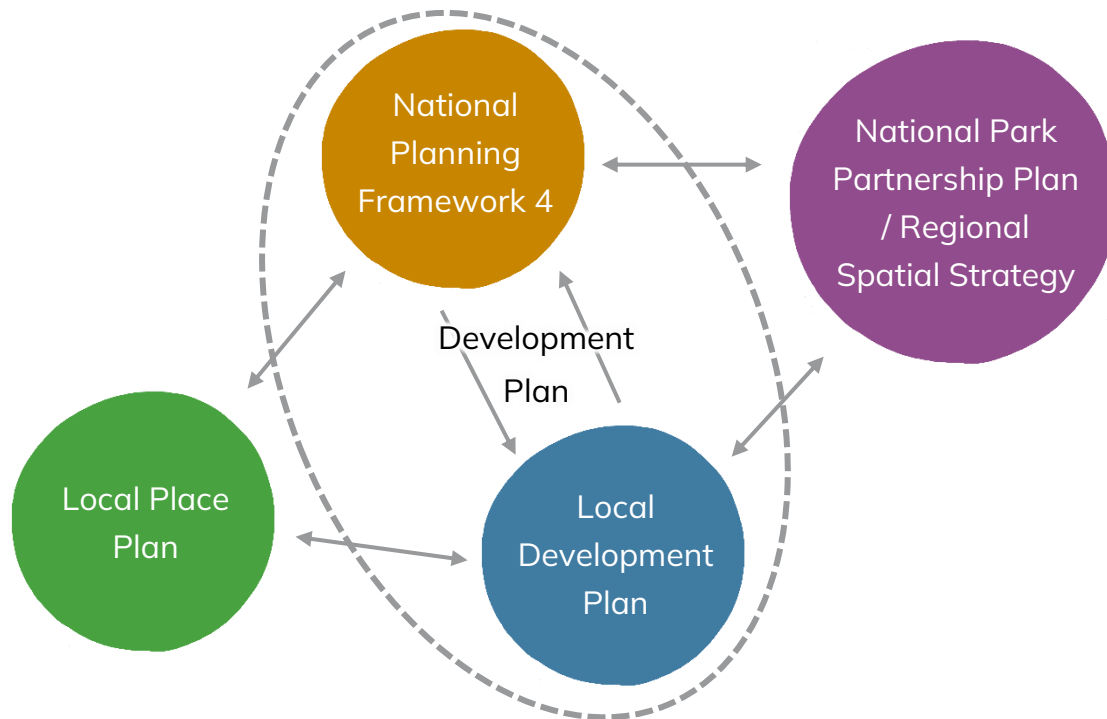 National
Planning
Framework 4
National Park
Partnership Plan
/ Regional
Spatial Strategy
Development
Plan
Local Place
Plan
Local
Development
Plan